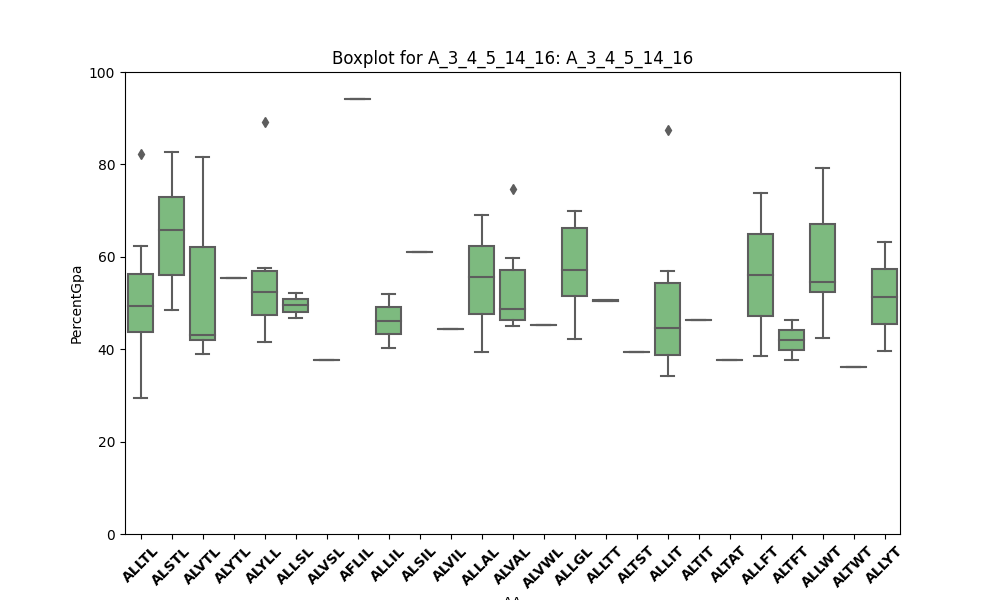 Boxplot for A_3_4_5_14_16: A_3_4_5_14_16
100
80
60
40
20
0
PercentGpa
ALLTL ALSTL ALVTL ALYTL ALYLL ALLSL ALVSL AFLIL ALLIL ALSIL ALVIL ALLAL ALVAL ALVWL ALLGL ALLTT ALTST ALLIT ALTIT ALTAT ALLFT ALTFT ALLWT ALTWT ALLYT